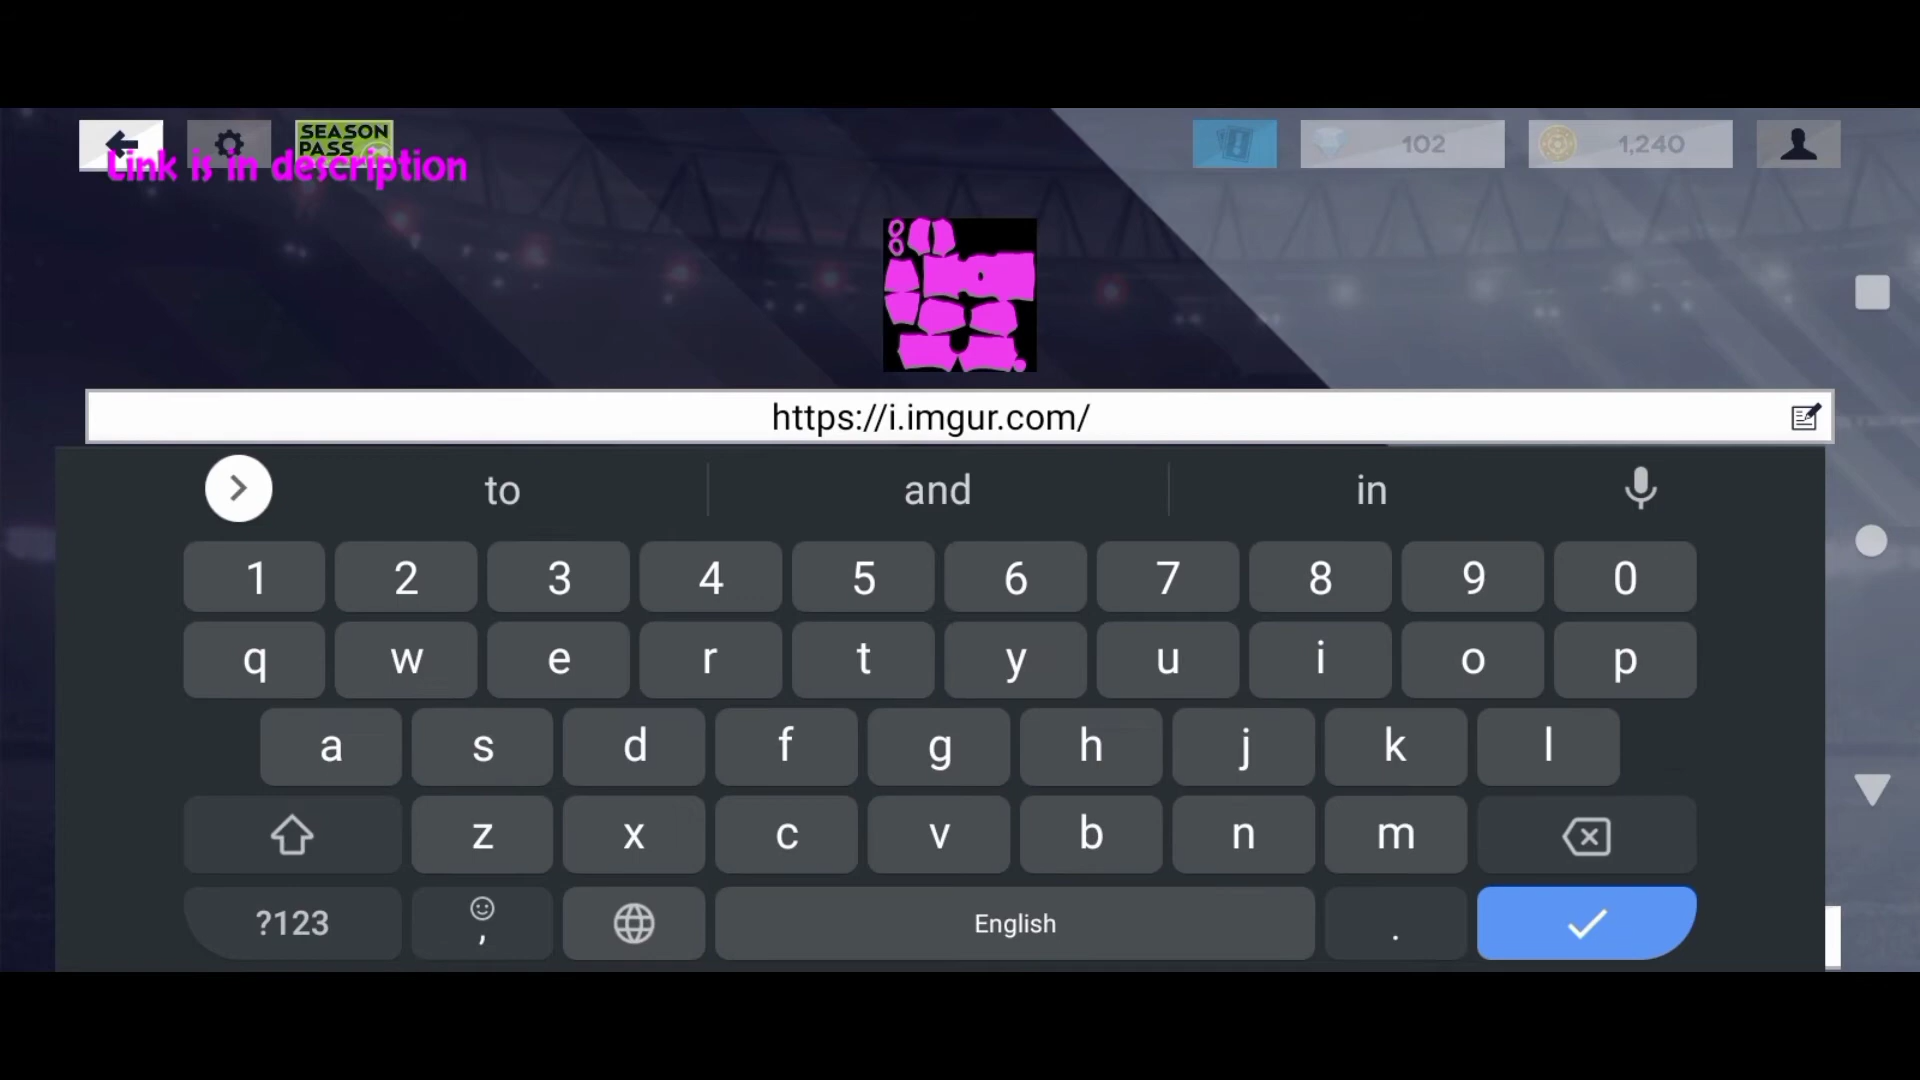 SEASON
PASS
Link is in description
102
1,240
https://i.imgur.com/
to and in
1 2 3 4 5 6 7 8 9 0
q w e r t y u i o p
a s d f g h j k l
z x c v b n m
?123 , English .